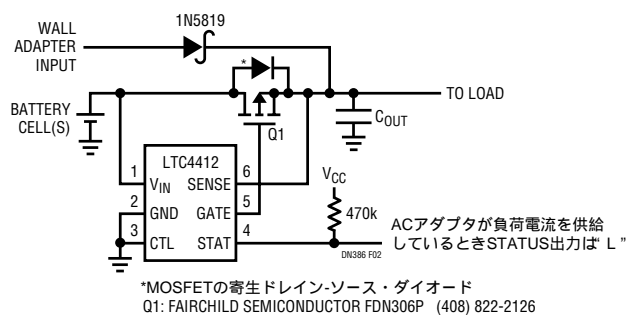 1N5819
WALL
ADAPTER
INPUT
*
TO LOAD
BATTERY
CELL(S)
Q1
COUT
LTC4412
1
VIN
SENSE
6
2
GND
GATE
5
3
CTL
STAT
4
VCC
470k
DN386 F02
ACアダプタが負荷電流を供給
しているときSTATUS出力は“L”
*MOSFETの寄生ドレイン-ソース・ダイオード
Q1: FAIRCHILD SEMICONDUCTOR FDN306P (408) 822-2126